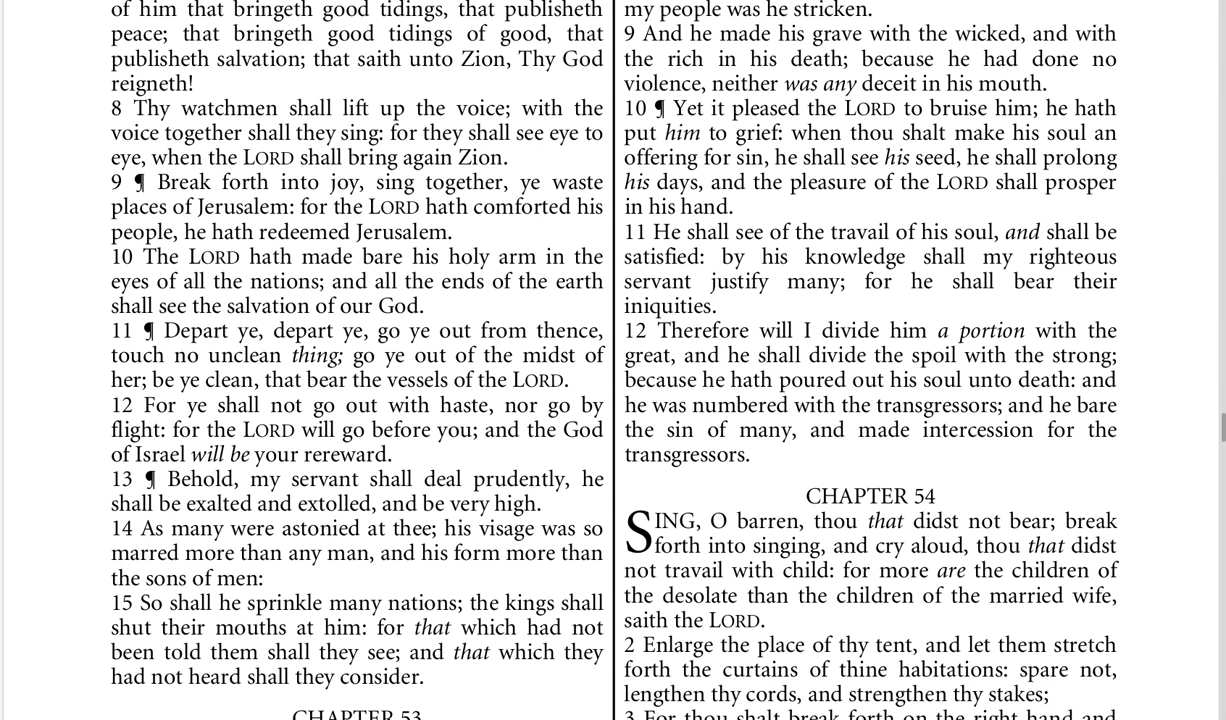 of him that bringeth good tidings, that publisheth
peace; that bringeth good tidings of good, that
publisheth salvation; that saith unto Zion, Thy God
reigneth!
8 Thy watchmen shall lift up the voice; with the
voice together shall they sing: for they shall see eye to
eye, when the LORD shall bring again Zion.
9 ¶ Break forth into joy, sing together, ye waste
places of Jerusalem: for the LORD hath comforted his
people, he hath redeemed Jerusalem.
10 The LORD hath made bare his holy arm in the
eyes of all the nations; and all the ends of the earth
shall see the salvation of our God.
11 ¶ Depart ye, depart ye, go ye out from thence,
touch no unclean thing; go ye out of the midst of
her; be ye clean, that bear the vessels of the LORD.
12 For ye shall not go out with haste, nor go by
flight: for the LORD will go before you; and the God
of Israel will be your rereward.
13 ¶ Behold, my servant shall deal prudently, he
shall be exalted and extolled, and be very high.
14 As many were astonied at thee; his visage was so
marred more than any man, and his form more than
the sons of men:
15 So shall he sprinkle many nations; the kings shall
shut their mouths at him: for that which had not
been told them shall they see; and that which they
had not heard shall they consider.
CHAPTER 53
my people was he stricken.
9 And he made his grave with the wicked, and with
the rich in his death; because he had done no
violence, neither was any deceit in his mouth.
10 ¶ Yet it pleased the LORD to bruise him; he hath
put him to grief: when thou shalt make his soul an
offering for sin, he shall see his seed, he shall prolong
his days, and the pleasure of the LORD shall prosper
in his hand.
11 He shall see of the travail of his soul, and shall be
satisfied: by his knowledge shall my righteous
servant justify many; for he shall bear their
iniquities.
12 Therefore will I divide him a portion with the
great, and he shall divide the spoil with the strong;
because he hath poured out his soul unto death: and
he was numbered with the transgressors; and he bare
the sin of many, and made intercession for the
transgressors.
CHAPTER 54
SING, O barren, thou that didst not bear; break
forth into singing, and cry aloud, thou that didst
not travail with child: for more are the children of
the desolate than the children of the married wife,
saith the LORD.
2 Enlarge the place of thy tent, and let them stretch
forth the curtains of thine habitations: spare not,
lengthen thy cords, and strengthen thy stakes;
3 For thou shalt break forth on the right hand and